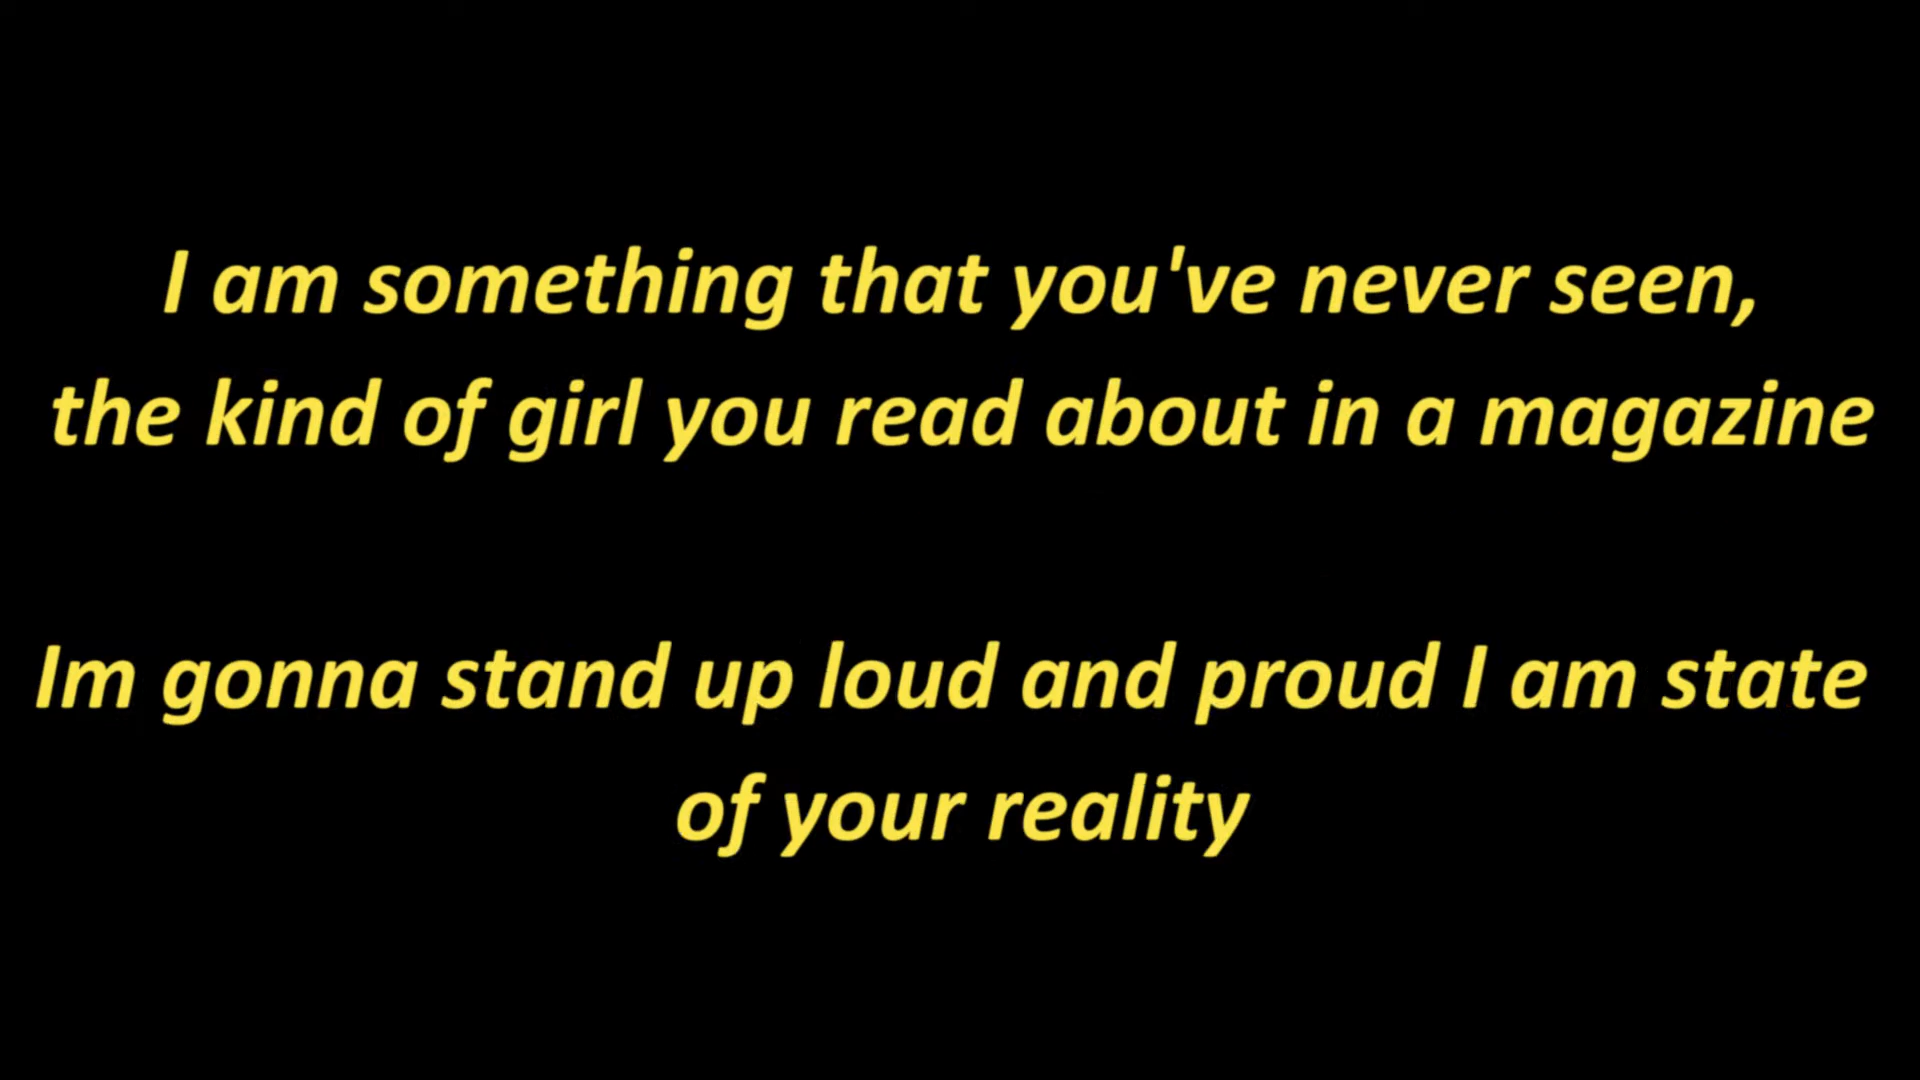 I am something that you've never seen,
the kind of girl you read about in a magazine
Im gonna stand up loud and proud I am state
of your reality